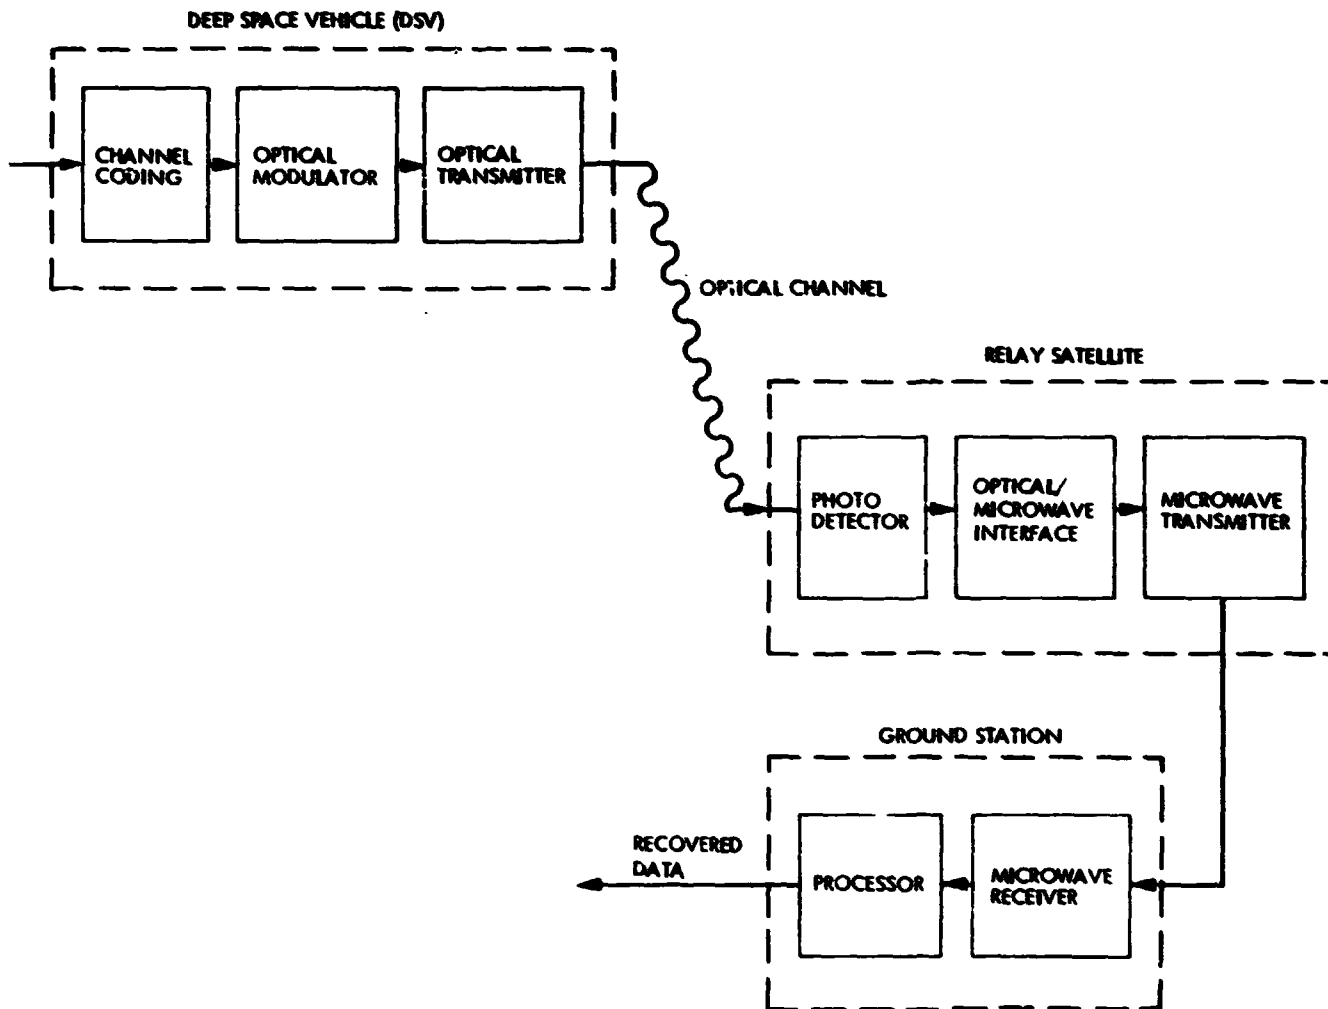 DEEP SPACE VEHICLE (DSV)
CHANNEL
CODING
OPTICAL
MODULATOR
OPTICAL
TRANSMITTER
OPTICAL CHANNEL
RELAY SATELLITE
PHOTO
DETECTOR
OPTICAL/
MICROWAVE
INTERFACE
MICROWAVE
TRANSMITTER
GROUND STATION
RECOVERED
DATA
PROCESSOR
MICROWAVE
RECEIVER